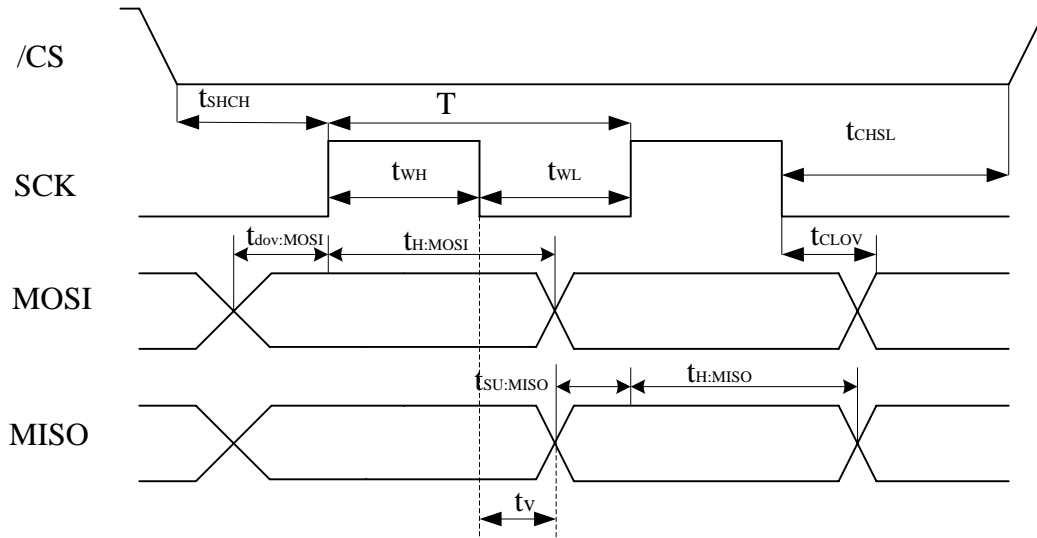 /CS
tSHCH
T
tCHSL
SCK
tWH
tWL
tdov:MOSI
tH:MOSI
tCLOV
MOSI
tSU:MISO
tH:MISO
MISO
tV